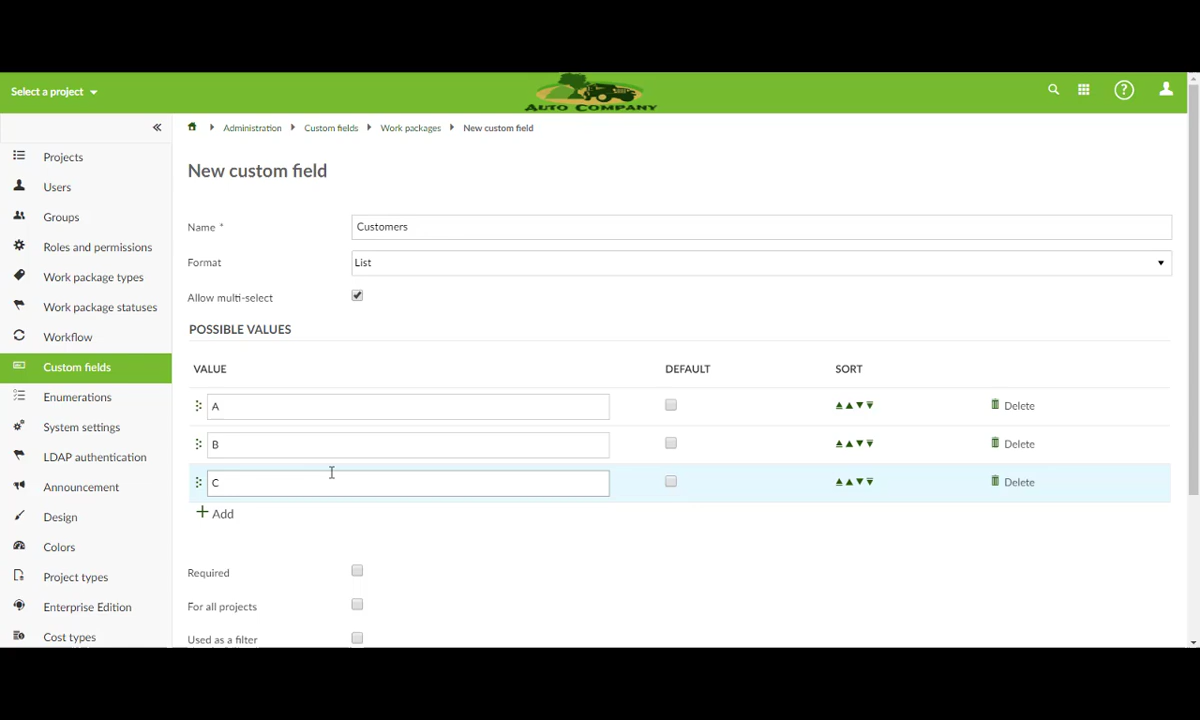 Select a project
AUTO COMPANY
?
Administration
Custom fields
Work packages
New custom field
Projects
Users
Groups
Roles and permissions
Work package types
Work package statuses
Workflow
Custom fields
Enumerations
System settings
LDAP authentication
Announcement
Design
Colors
Project types
Enterprise Edition
Cost types
New custom field
Name *
Customers
Format
List
Allow multi-select
POSSIBLE VALUES
VALUE DEFAULT SORT
A Delete
B Delete
C Delete
+ Add
Required
For all projects
Used as a filter